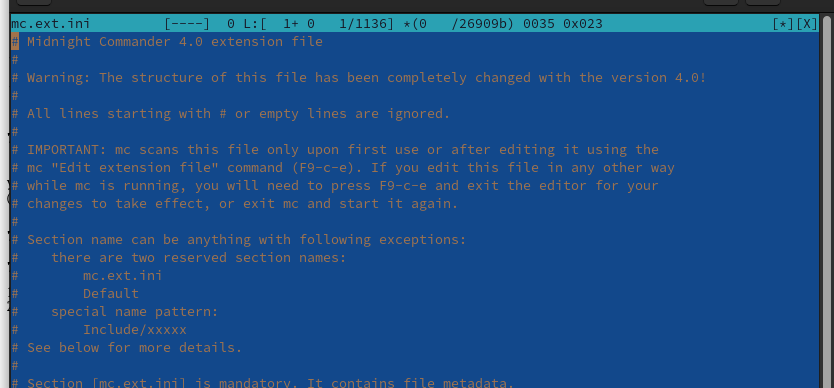 mc.ext.ini [----] 0 L:[ 1+ 0 1/1136] *(0 /26909b) 0035 0x023 [*][X]
# Midnight Commander 4.0 extension file
#
# Warning: The structure of this file has been completely changed with the version 4.0!
#
# All lines starting with # or empty lines are ignored.
#
# IMPORTANT: mc scans this file only upon first use or after editing it using the
# mc "Edit extension file" command (F9-c-e). If you edit this file in any other way
# while mc is running, you will need to press F9-c-e and exit the editor for your
# changes to take effect, or exit mc and start it again.
#
# Section name can be anything with following exceptions:
#    there are two reserved section names:
#        mc.ext.ini
#        Default
#    special name pattern:
#        Include/xxxxx
# See below for more details.
#
# Section [mc.ext.ini] is mandatory. It contains file metadata.